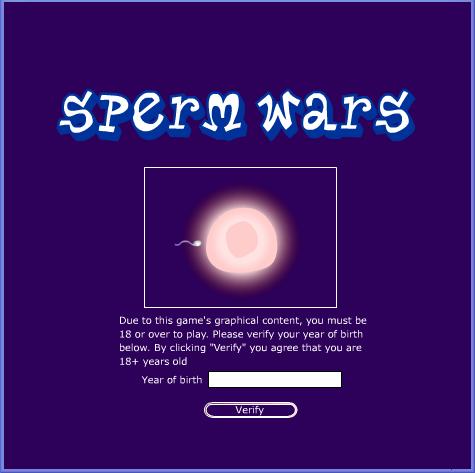 sperm wars
Due to this game's graphical content, you must be
18 or over to play. Please verify your year of birth
below. By clicking "Verify" you agree that you are
18+ years old
Year of birth
Verify